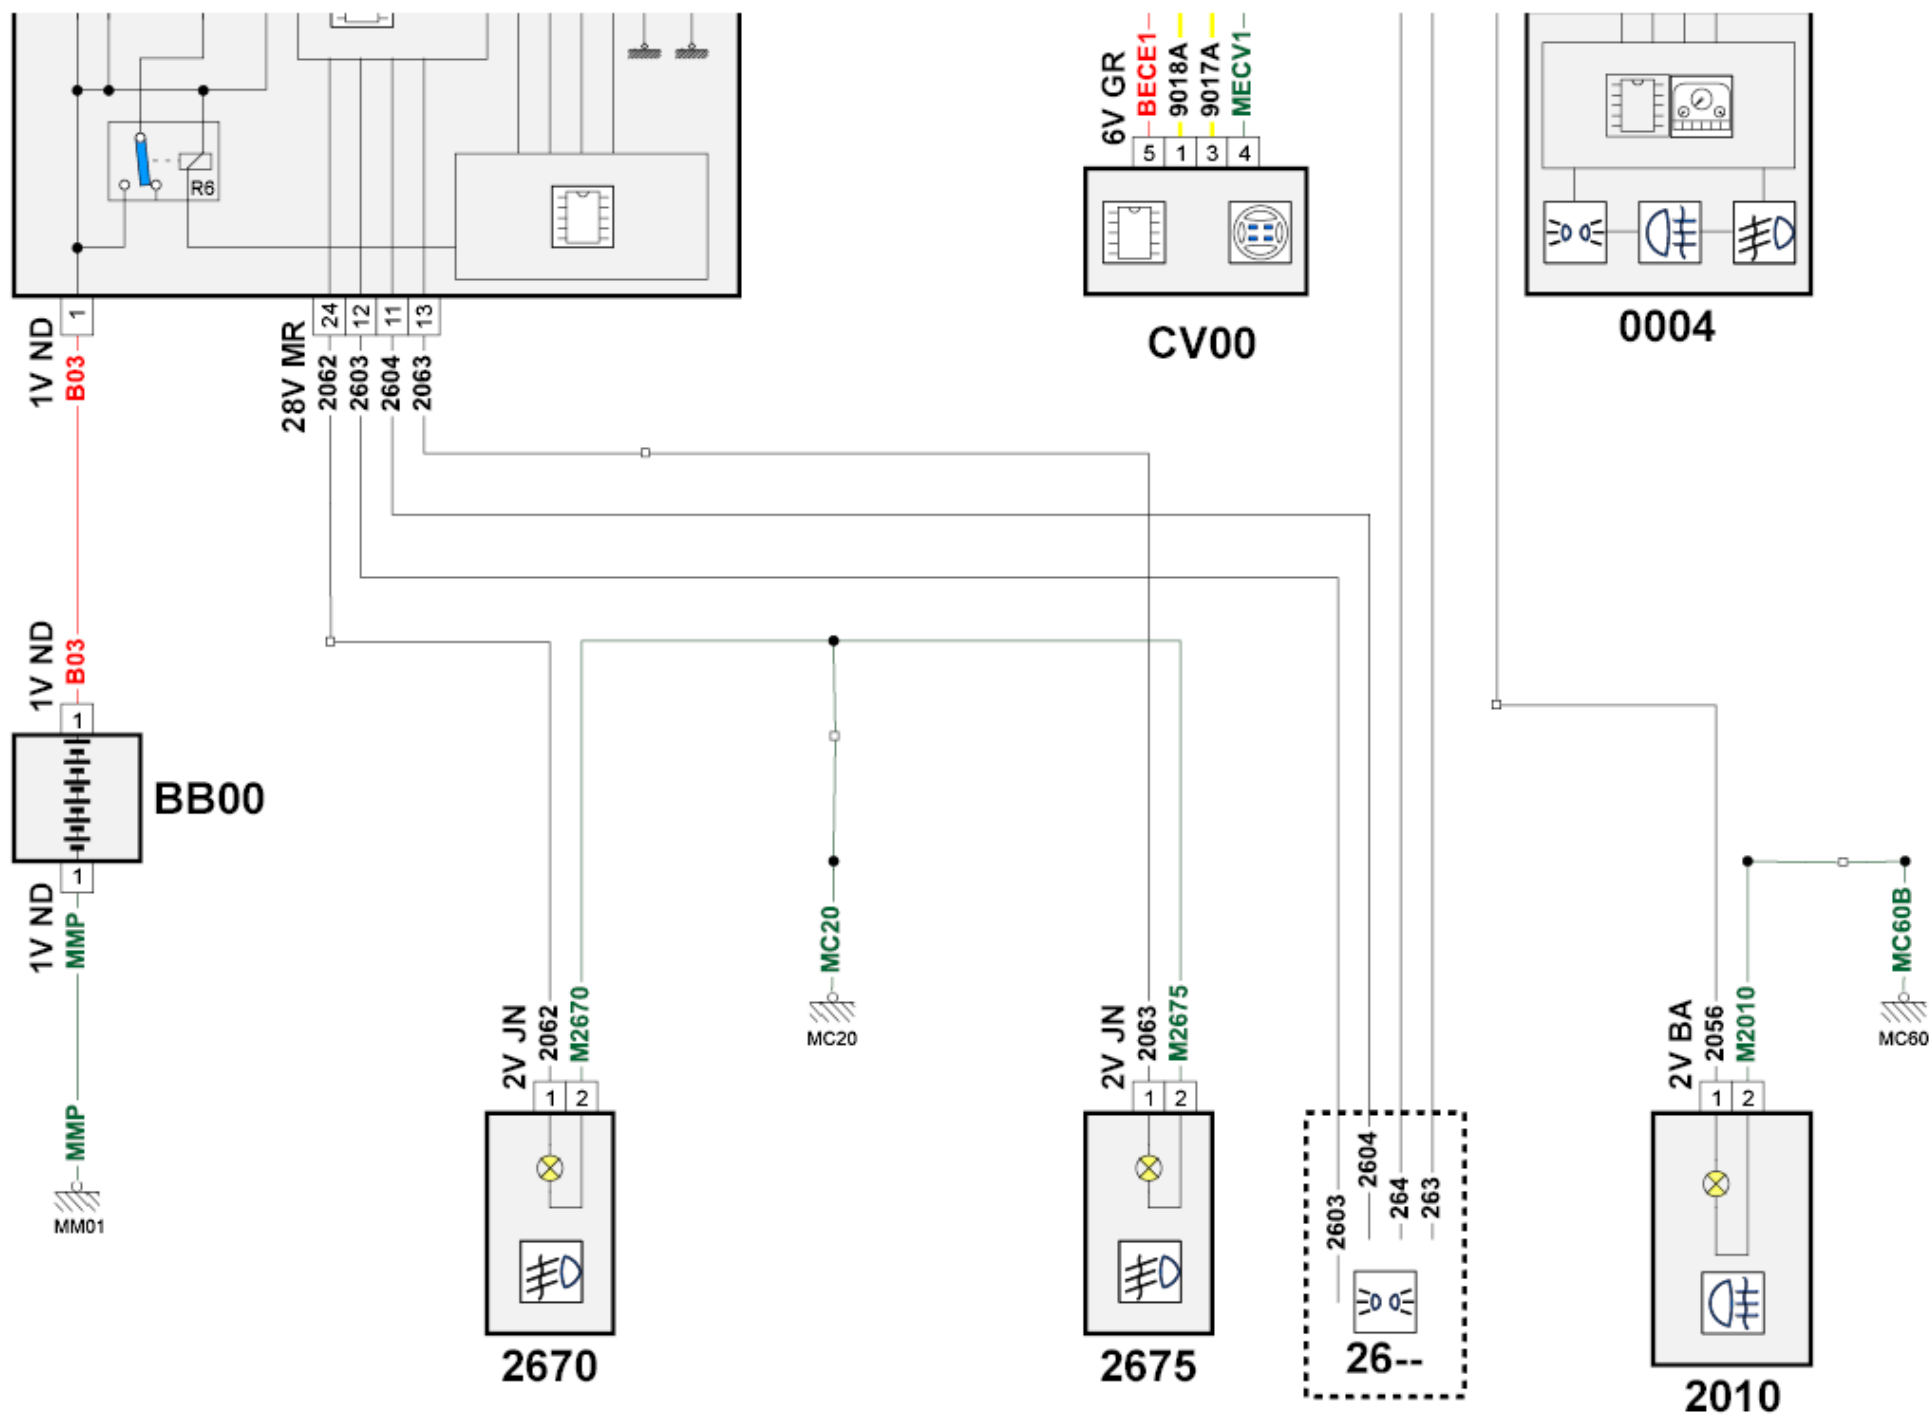 R6
6V GR
BECE1
9018A
9017A
MECV1
5 1 3 4
CV00
0004
1
1V ND
B03
28V MR
24 12 11 13
2062
2603
2604
2063
1V ND
B03
1
BB00
1
1V ND
MMP
MMP
MM01
MC20
MC20
2V JN
2062
M2670
1 2
2670
2V JN
2063
M2675
1 2
2675
2603
2604
264
263
26--
2V BA
2056
M2010
1 2
2010
MC60B
MC60